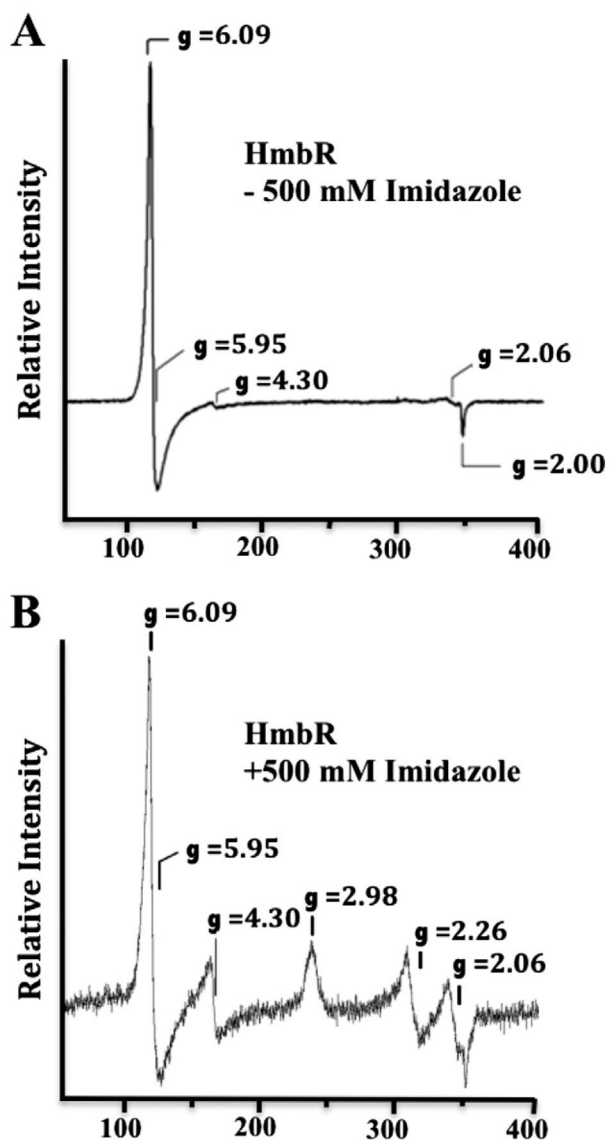 A
g =6.09
HmbR
- 500 mM Imidazole
Relative Intensity
g =5.95
g =4.30
g =2.06
g =2.00
100 200 300 400
B
g =6.09
HmbR
+500 mM Imidazole
Relative Intensity
g =5.95
g =4.30
g =2.98
g =2.26
g =2.06
100 200 300 400